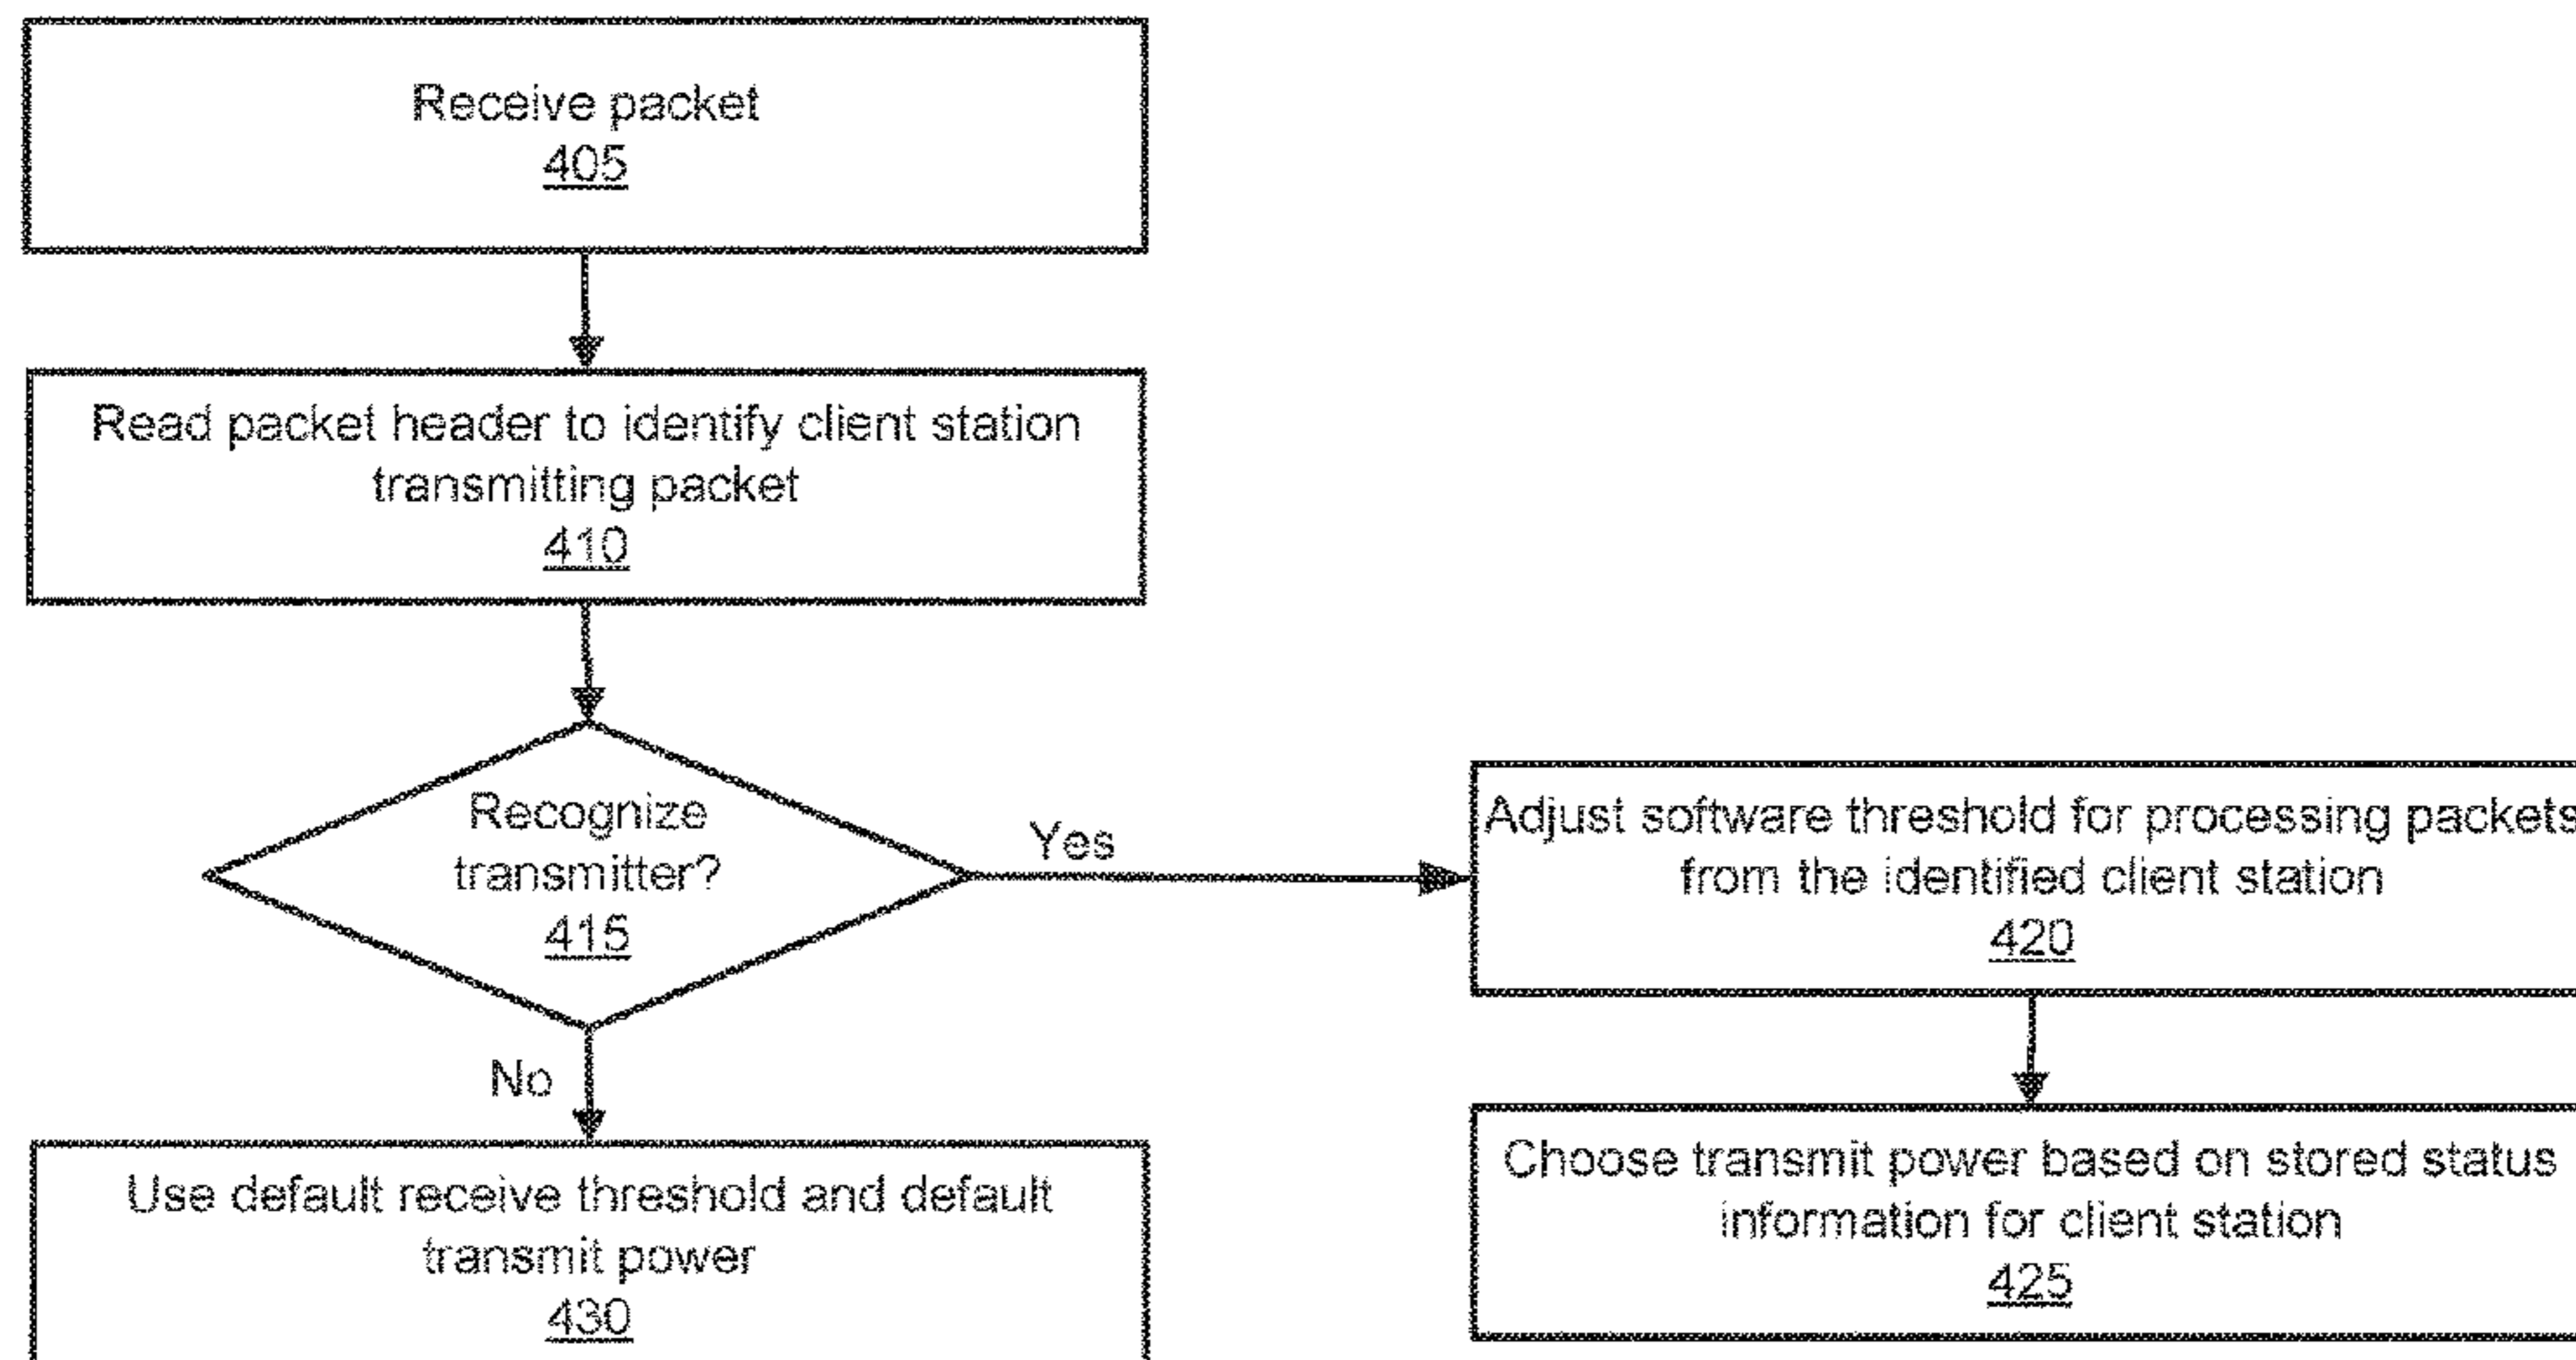 Receive packet
405
Read packet header to identify client station
transmitting packet
410
Recognize
transmitter?
415
Yes
No
Adjust software threshold for processing packets
from the identified client station
420
Choose transmit power based on stored status
information for client station
425
Use default receive threshold and default
transmit power
430